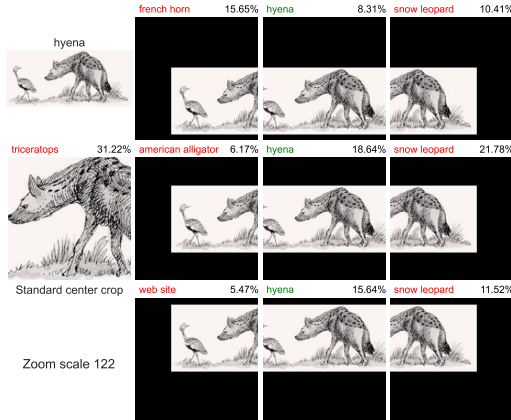 french horn 15.65% hyena 8.31% snow leopard 10.41%
hyena
triceratops 31.22% american alligator 6.17% hyena 18.64% snow leopard 21.78%
Standard center crop
web site 5.47% hyena 15.64% snow leopard 11.52%
Zoom scale 122